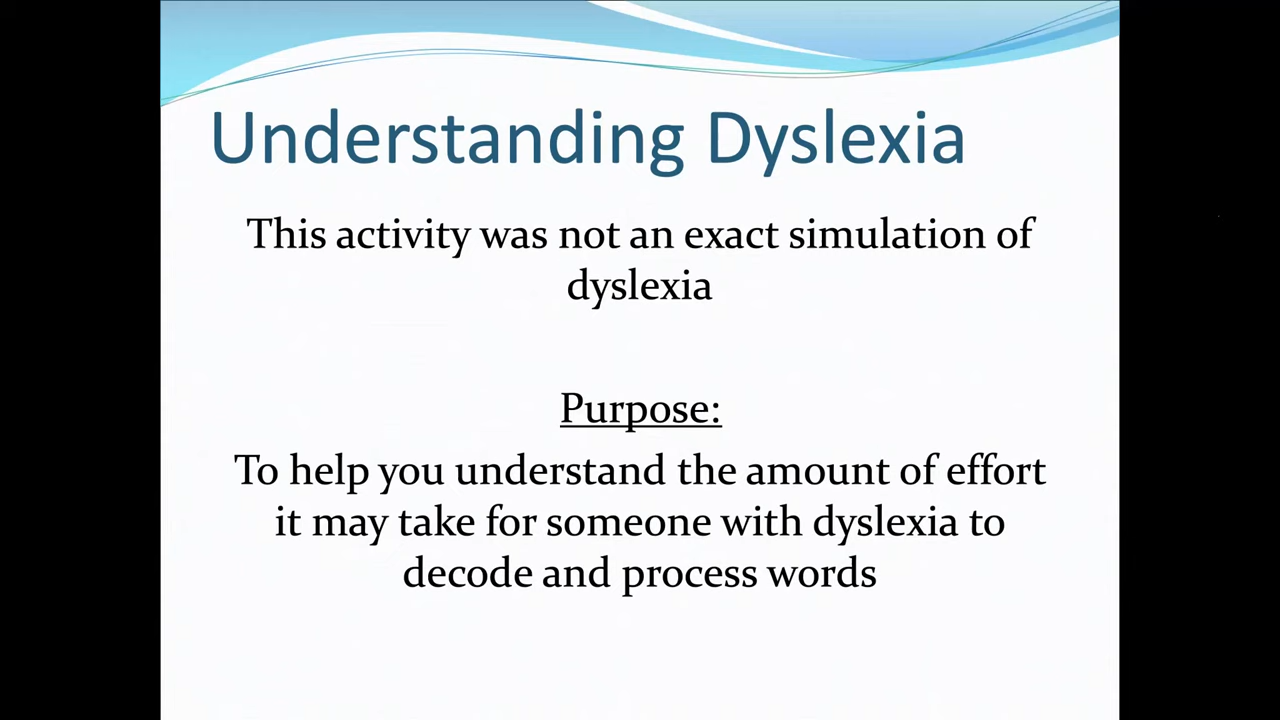 Understanding Dyslexia
This activity was not an exact simulation of
dyslexia
Purpose:
To help you understand the amount of effort
it may take for someone with dyslexia to
decode and process words